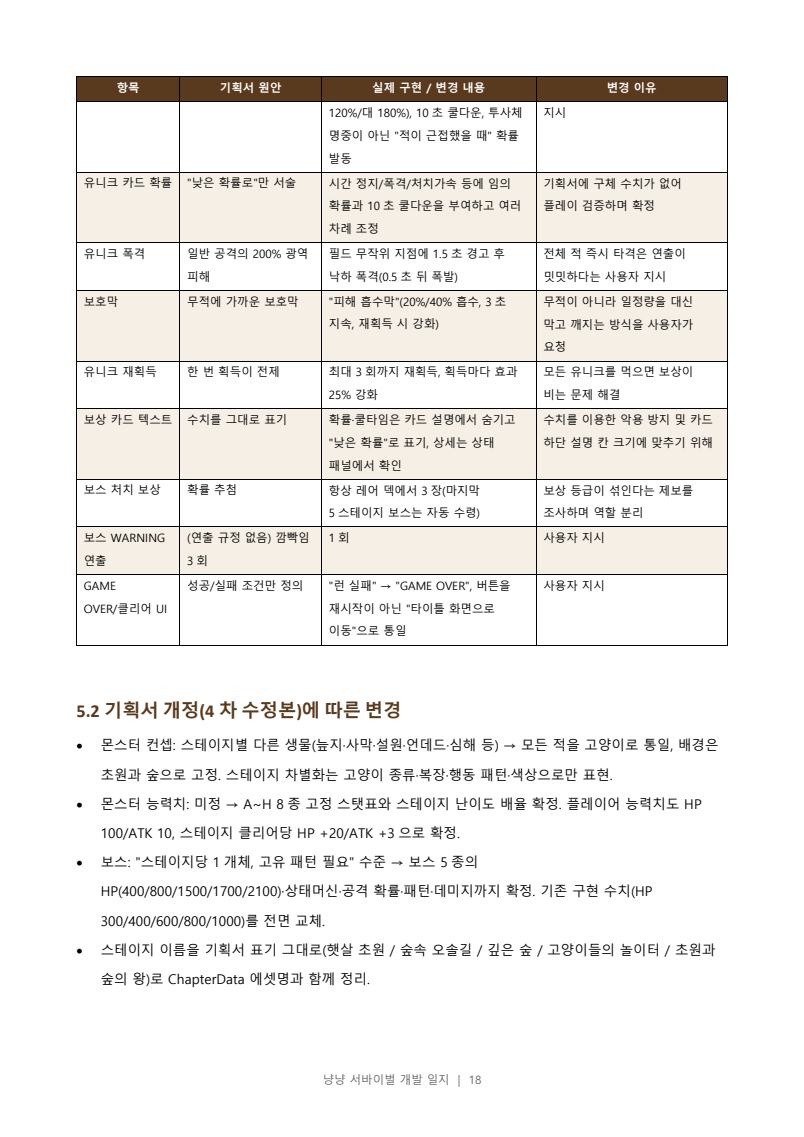 항목 기획서 원안 실제 구현 / 변경 내용 변경 이유
120%/대 180%), 10 초 쿨다운, 투사체 지시
명중이 아닌 "적이 근접했을 때" 확률
발동
유니크 카드 확률 "낮은 확률로"만 서술 시간 정지/폭격/처치가속 등에 임의 기획서에 구체 수치가 없어
확률과 10 초 쿨다운을 부여하고 여러 플레이 검증하며 확정
차례 조정
유니크 폭격 일반 공격의 200% 광역 필드 무작위 지점에 1.5 초 경고 후 전체 적 즉시 타격은 연출이
피해 낙하 폭격(0.5 초 뒤 폭발) 밋밋하다는 사용자 지시
보호막 무적에 가까운 보호막 "피해 흡수막"(20%/40% 흡수, 3 초 무적이 아니라 일정량을 대신
지속, 재획득 시 강화) 막고 깨지는 방식을 사용자가
요청
유니크 재획득 한 번 획득이 전제 최대 3 회까지 재획득, 획득마다 효과 모든 유니크를 먹으면 보상이
25% 강화 비는 문제 해결
보상 카드 텍스트 수치를 그대로 표기 확률·쿨타임은 카드 설명에서 숨기고 수치를 이용한 악용 방지 및 카드
"낮은 확률"로 표기, 상세는 상태 하단 설명 칸 크기에 맞추기 위해
패널에서 확인
보스 처치 보상 확률 추첨 항상 레어 덱에서 3 장(마지막 보상 등급이 섞인다는 제보를
5 스테이지 보스는 자동 수령) 조사하며 역할 분리
보스 WARNING (연출 규정 없음) 깜빡임 1 회 사용자 지시
연출 3 회
GAME 성공/실패 조건만 정의 "런 실패" → "GAME OVER", 버튼을 사용자 지시
OVER/클리어 UI 재시작이 아닌 "타이틀 화면으로
이동"으로 통일
5.2 기획서 개정(4 차 수정본)에 따른 변경
• 몬스터 컨셉: 스테이지별 다른 생물(늪지·사막·설원·언데드·심해 등) → 모든 적을 고양이로 통일, 배경은
초원과 숲으로 고정. 스테이지 차별화는 고양이 종류·복장·행동 패턴·색상으로만 표현.
• 몬스터 능력치: 미정 → A~H 8 종 고정 스탯표와 스테이지 난이도 배율 확정. 플레이어 능력치도 HP
100/ATK 10, 스테이지 클리어당 HP +20/ATK +3 으로 확정.
• 보스: "스테이지당 1 개체, 고유 패턴 필요" 수준 → 보스 5 종의
HP(400/800/1500/1700/2100)·상태머신·공격 확률·패턴·데미지까지 확정. 기존 구현 수치(HP
300/400/600/800/1000)를 전면 교체.
• 스테이지 이름을 기획서 표기 그대로(햇살 초원 / 숲속 오솔길 / 깊은 숲 / 고양이들의 놀이터 / 초원과
숲의 왕)로 ChapterData 에셋명과 함께 정리.
냥냥 서바이벌 개발 일지 | 18